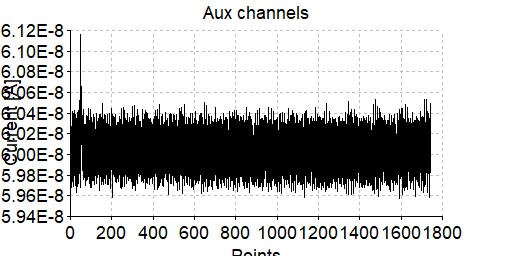 Aux channels
6.12E-8
6.10E-8
6.08E-8
6.06E-8
6.04E-8
6.02E-8
6.00E-8
5.98E-8
5.96E-8
5.94E-8
Current [A]
0 200 400 600 800 1000 1200 1400 1600 1800
Points